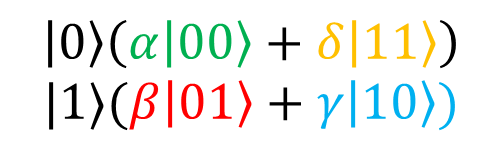 |0⟩(α|00⟩ + δ|11⟩)
|1⟩(β|01⟩ + γ|10⟩)